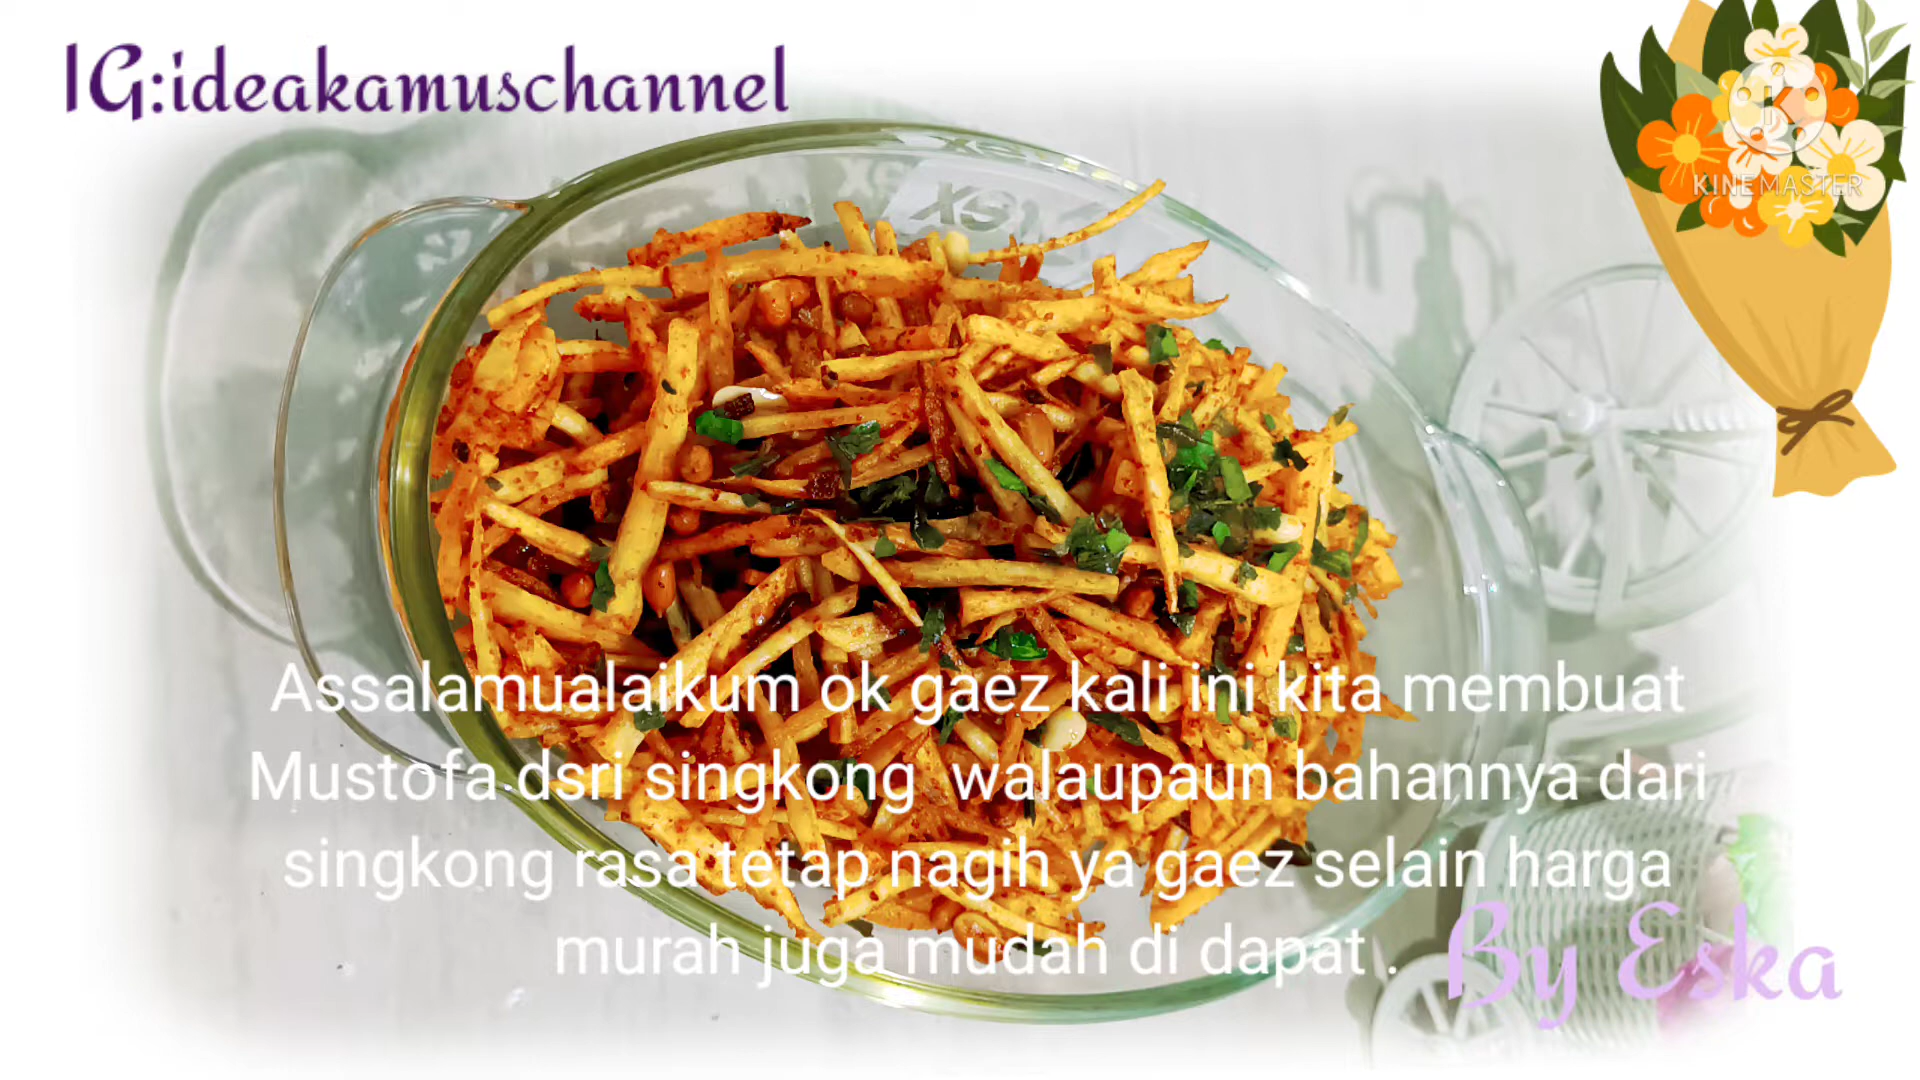 IG:ideakamuschannel
KINEMASTER
Assalamualaikum ok gaez kali ini kita membuat
Mustofa dsri singkong walaupaun bahannya dari
singkong rasa tetap nagih ya gaez selain harga
murah juga mudah di dapat .
By Eska